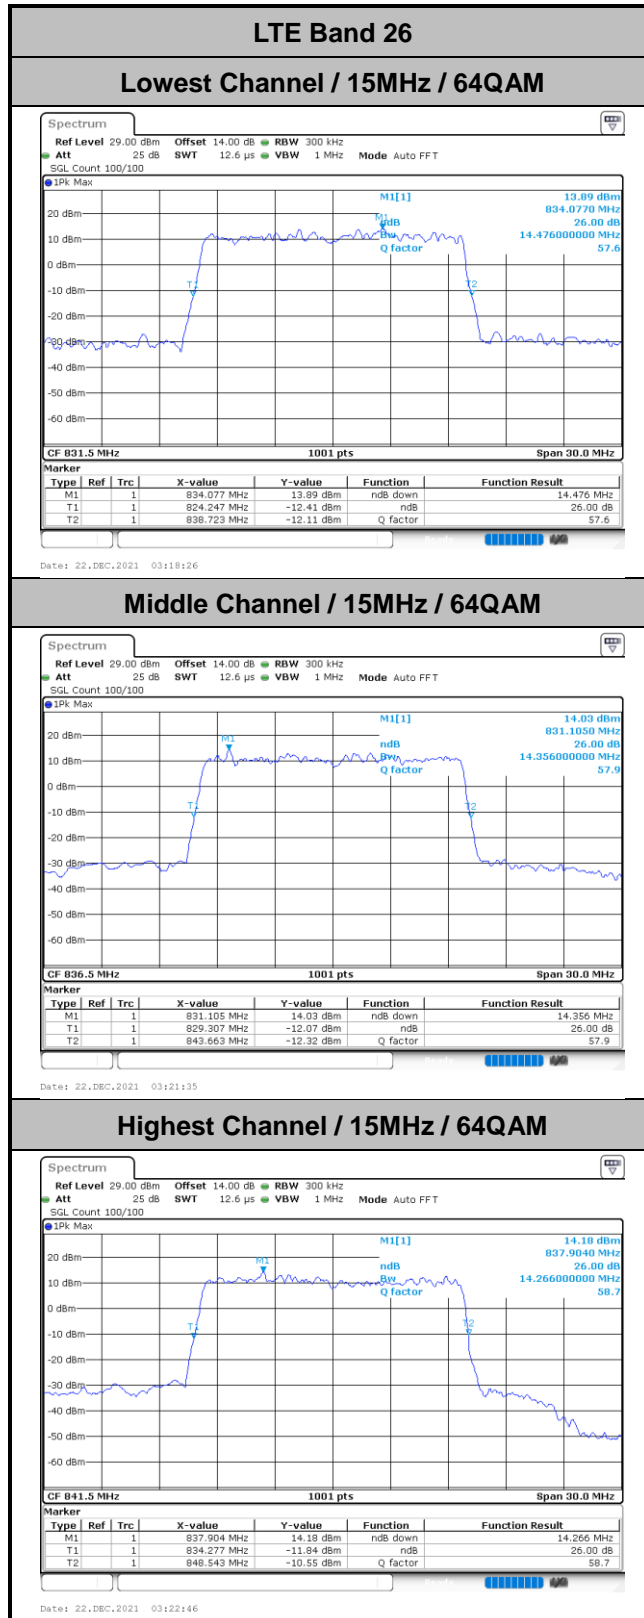 LTE Band 26
Lowest Channel / 15MHz / 64QAM
Spectrum
Ref Level 29.00 dBm Offset 14.00 dB RBW 300 kHz
Att 25 dB SWT 12.6 µs VBW 1 MHz Mode Auto FFT
SGL Count 100/100
1Pk Max
M1[1] 13.89 dBm
834.0770 MHz
20 dBm
M1
ndB 26.00 dB
10 dBm
Bw 14.476000000 MHz
Q factor 57.6
0 dBm
-10 dBm
T1
T2
-20 dBm
-30 dBm
-40 dBm
-50 dBm
-60 dBm
CF 831.5 MHz 1001 pts Span 30.0 MHz
Marker
Type Ref Trc X-value Y-value Function Function Result
M1 1 834.077 MHz 13.89 dBm ndB down 14.476 MHz
T1 1 824.247 MHz -12.41 dBm ndB 26.00 dB
T2 1 838.723 MHz -12.11 dBm Q factor 57.6
Ready
Date: 22.DEC.2021 03:18:26
Middle Channel / 15MHz / 64QAM
Spectrum
Ref Level 29.00 dBm Offset 14.00 dB RBW 300 kHz
Att 25 dB SWT 12.6 µs VBW 1 MHz Mode Auto FFT
SGL Count 100/100
1Pk Max
M1[1] 14.03 dBm
831.1050 MHz
20 dBm
M1
ndB 26.00 dB
10 dBm
Bw 14.356000000 MHz
Q factor 57.9
0 dBm
-10 dBm
T1
T2
-20 dBm
-30 dBm
-40 dBm
-50 dBm
-60 dBm
CF 836.5 MHz 1001 pts Span 30.0 MHz
Marker
Type Ref Trc X-value Y-value Function Function Result
M1 1 831.105 MHz 14.03 dBm ndB down 14.356 MHz
T1 1 829.307 MHz -12.07 dBm ndB 26.00 dB
T2 1 843.663 MHz -12.32 dBm Q factor 57.9
Ready
Date: 22.DEC.2021 03:21:35
Highest Channel / 15MHz / 64QAM
Spectrum
Ref Level 29.00 dBm Offset 14.00 dB RBW 300 kHz
Att 25 dB SWT 12.6 µs VBW 1 MHz Mode Auto FFT
SGL Count 100/100
1Pk Max
M1[1] 14.18 dBm
837.9040 MHz
20 dBm
M1
ndB 26.00 dB
10 dBm
Bw 14.266000000 MHz
Q factor 58.7
0 dBm
-10 dBm
T1
T2
-20 dBm
-30 dBm
-40 dBm
-50 dBm
-60 dBm
CF 841.5 MHz 1001 pts Span 30.0 MHz
Marker
Type Ref Trc X-value Y-value Function Function Result
M1 1 837.904 MHz 14.18 dBm ndB down 14.266 MHz
T1 1 834.277 MHz -11.84 dBm ndB 26.00 dB
T2 1 848.543 MHz -10.55 dBm Q factor 58.7
Ready
Date: 22.DEC.2021 03:22:46